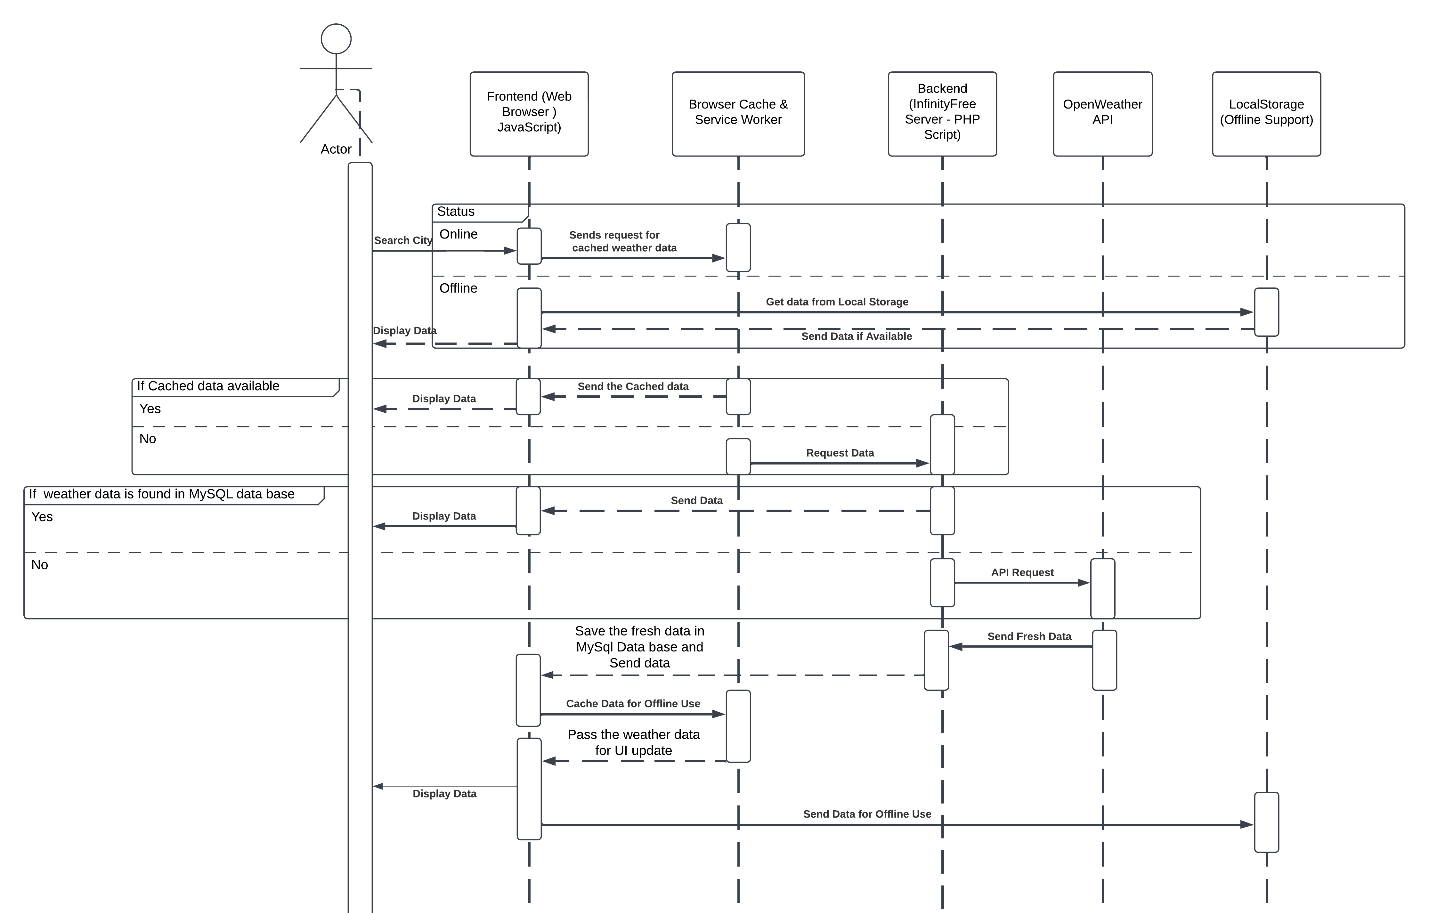 Actor
Frontend (Web
Browser )
JavaScript)
Browser Cache &
Service Worker
Backend
(InfinityFree
Server - PHP
Script)
OpenWeather
API
LocalStorage
(Offline Support)
Status
Online
Search City
Sends request for
cached weather data
Offline
Get data from Local Storage
Display Data
Send Data if Available
If Cached data available
Yes
Display Data
Send the Cached data
No
Request Data
If  weather data is found in MySQL data base
Yes
Display Data
Send Data
No
API Request
Save the fresh data in
MySql Data base and
Send data
Send Fresh Data
Cache Data for Offline Use
Pass the weather data
for UI update
Display Data
Send Data for Offline Use